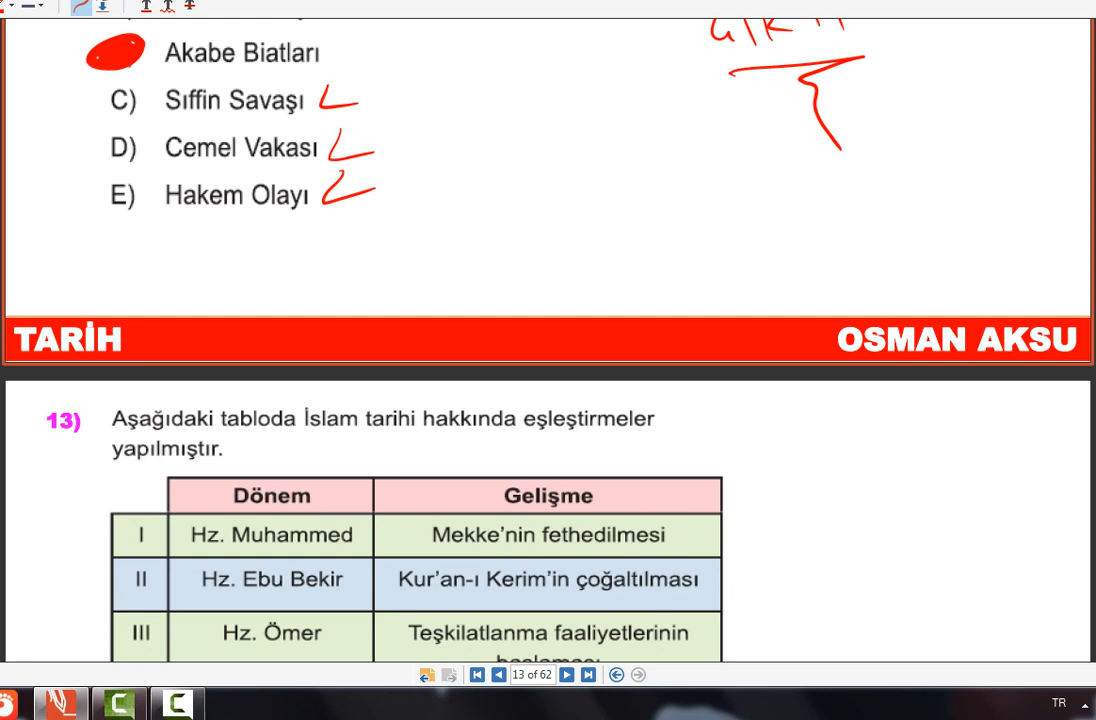 Akabe Biatları
C) Sıffin Savaşı
D) Cemel Vakası
E) Hakem Olayı
TARİH OSMAN AKSU
13) Aşağıdaki tabloda İslam tarihi hakkında eşleştirmeler
yapılmıştır.
Dönem Gelişme
I Hz. Muhammed Mekke'nin fethedilmesi
II Hz. Ebu Bekir Kur'an-ı Kerim'in çoğaltılması
III Hz. Ömer Teşkilatlanma faaliyetlerinin
13 of 62
TR